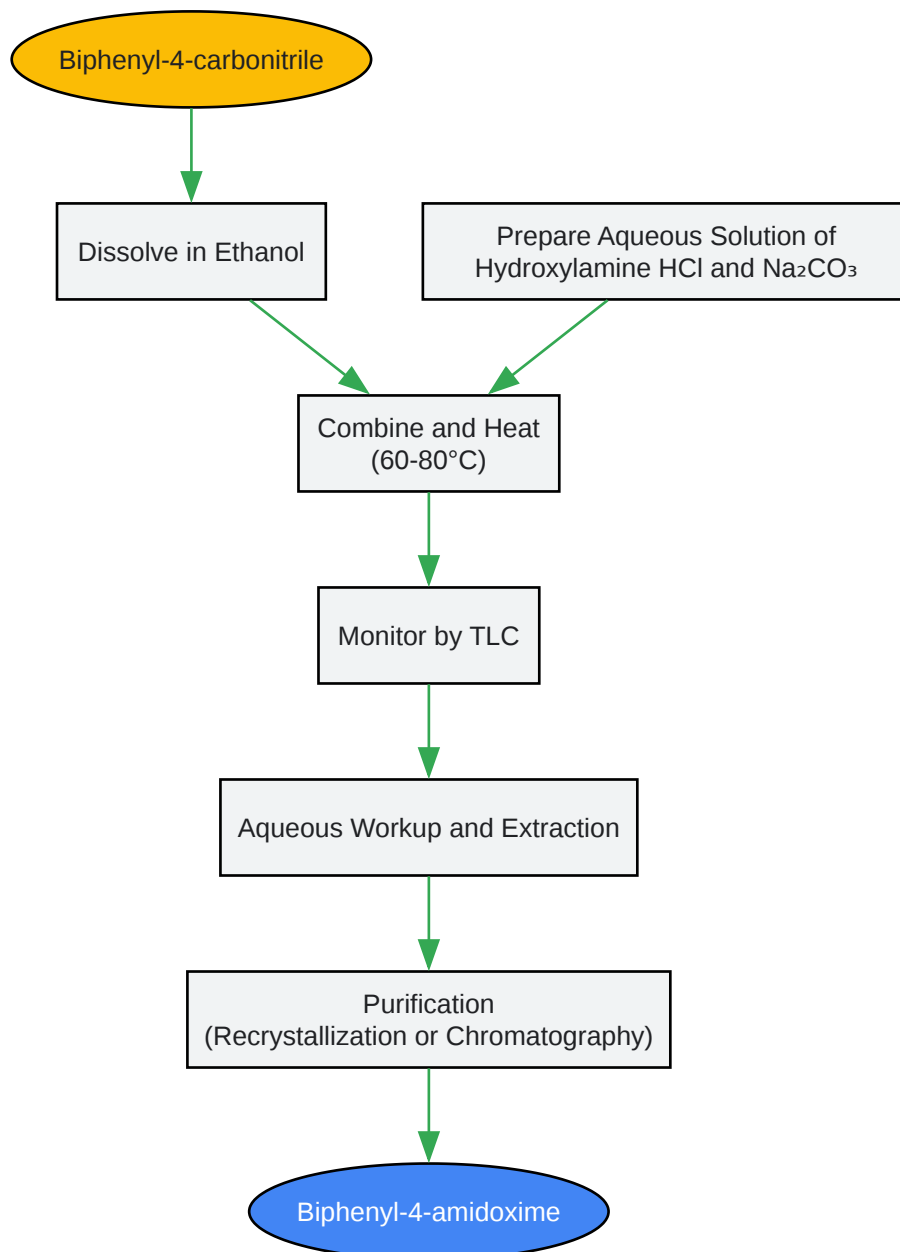 Biphenyl-4-carbonitrile
Dissolve in Ethanol
Prepare Aqueous Solution of
Hydroxylamine HCl and Na₂CO₃
Combine and Heat
(60-80°C)
Monitor by TLC
Aqueous Workup and Extraction
Purification
(Recrystallization or Chromatography)
Biphenyl-4-amidoxime